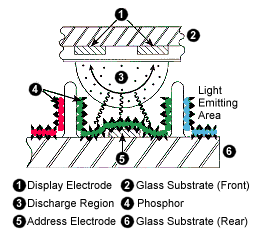 1
2
3
4
Light
Emitting
Area
5
6
1 Display Electrode 2 Glass Substrate (Front)
3 Discharge Region 4 Phosphor
5 Address Electrode 6 Glass Substrate (Rear)